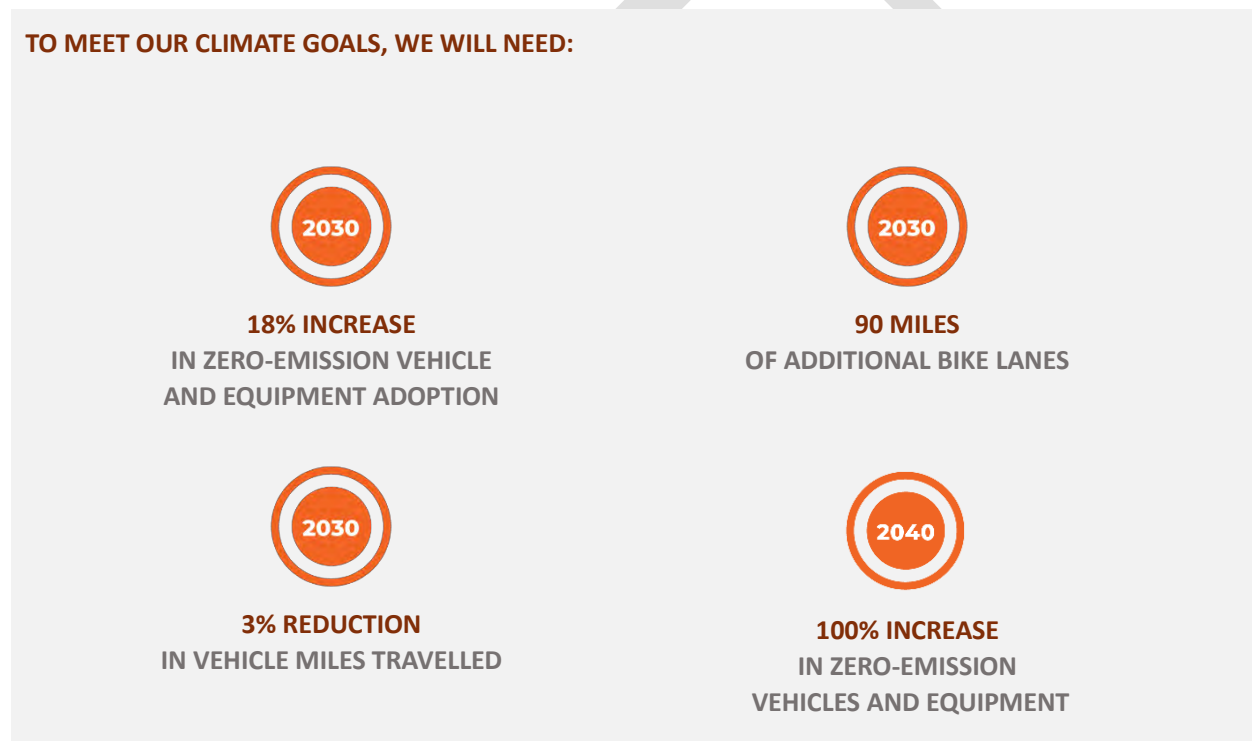 TO MEET OUR CLIMATE GOALS, WE WILL NEED:
2030
18% INCREASE
IN ZERO-EMISSION VEHICLE
AND EQUIPMENT ADOPTION
2030
90 MILES
OF ADDITIONAL BIKE LANES
2030
3% REDUCTION
IN VEHICLE MILES TRAVELLED
2040
100% INCREASE
IN ZERO-EMISSION
VEHICLES AND EQUIPMENT